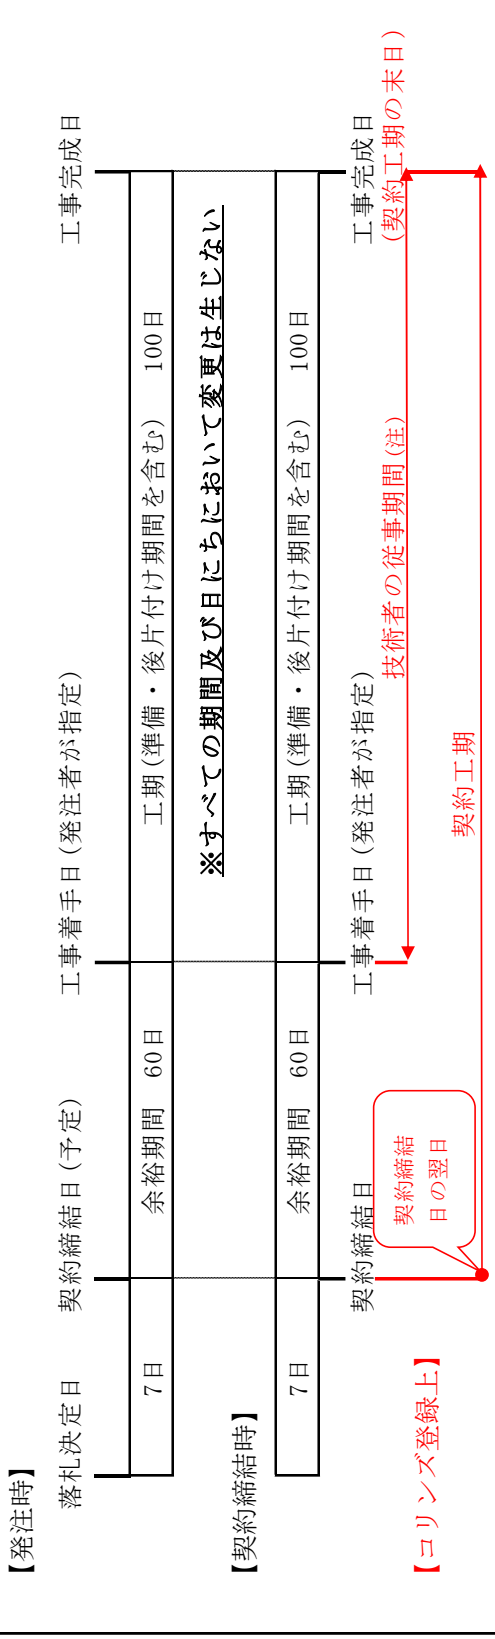 【発注時】
落札決定日
契約締結日(予定)
工事着手日(発注者が指定)
工事完成日
7日
余裕期間 60日
工期(準備・後片付け期間を含む) 100日
※すべての期間及び日にちにおいて変更は生じない
【契約締結時】
7日
余裕期間 60日
工期(準備・後片付け期間を含む) 100日
契約締結日
工事着手日(発注者が指定)
工事完成日
(契約工期の末日)
【コリンズ登録上】
契約締結
日の翌日
技術者の従事期間(注)
契約工期